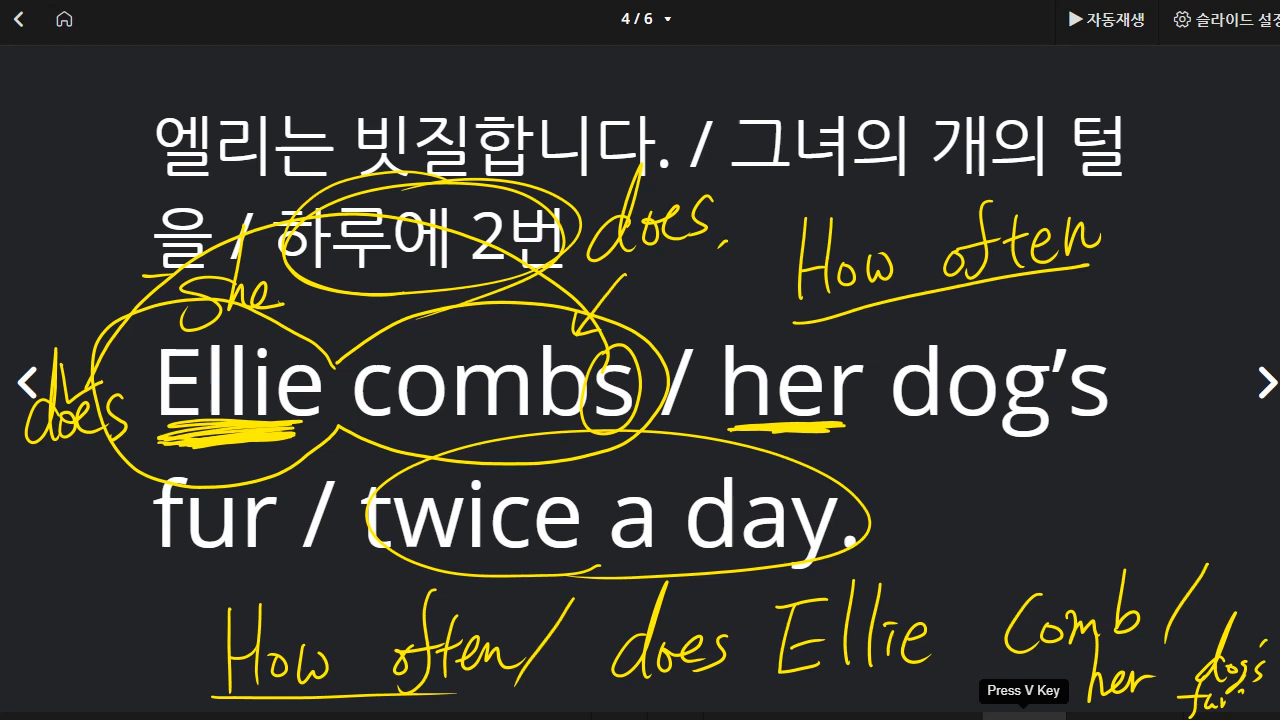 4 / 6
자동재생
슬라이드 설정
엘리는 빗질합니다. / 그녀의 개의 털
을 / 하루에 2번
does.
How often
She
does
Ellie combs / her dog's
fur / twice a day.
How often / does Ellie comb /
her dog's
fur
Press V Key